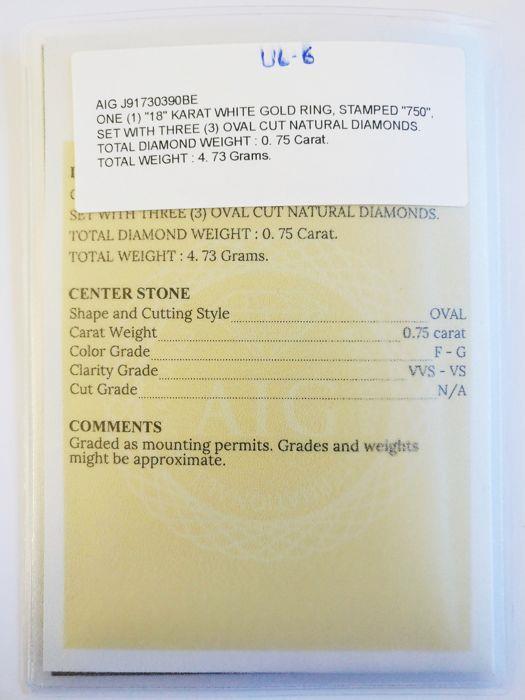 UL-6
AIG J91730390BE
ONE (1) "18" KARAT WHITE GOLD RING, STAMPED "750",
SET WITH THREE (3) OVAL CUT NATURAL DIAMONDS.
TOTAL DIAMOND WEIGHT : 0. 75 Carat.
TOTAL WEIGHT : 4. 73 Grams.
SET WITH THREE (3) OVAL CUT NATURAL DIAMONDS.
TOTAL DIAMOND WEIGHT : 0. 75 Carat.
TOTAL WEIGHT : 4. 73 Grams.
CENTER STONE
Shape and Cutting Style OVAL
Carat Weight 0.75 carat
Color Grade F - G
Clarity Grade VVS - VS
Cut Grade N/A
COMMENTS
Graded as mounting permits. Grades and weights
might be approximate.
AIG